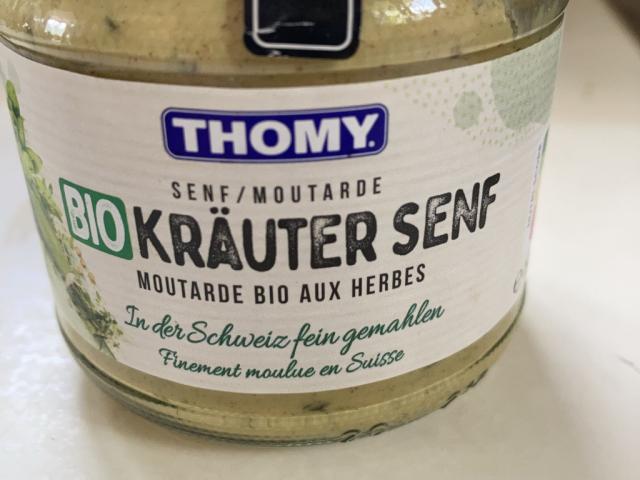 THOMY.
SENF/MOUTARDE
BIO KRÄUTER SENF
MOUTARDE BIO AUX HERBES
In der Schweiz fein gemahlen
Finement moulue en Suisse